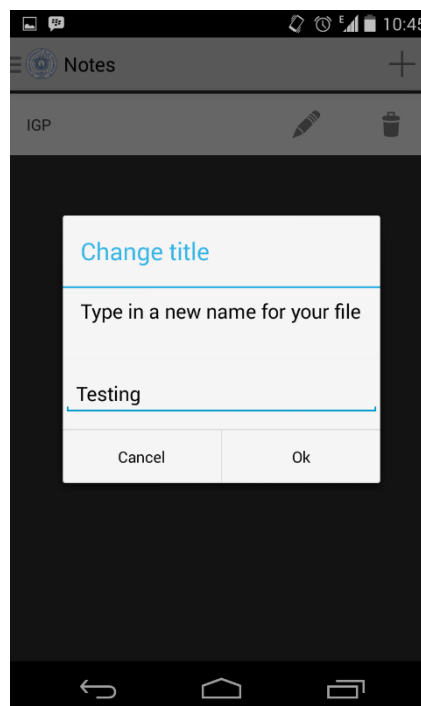 E 10:45
Notes
IGP
Change title
Type in a new name for your file
Testing
Cancel Ok